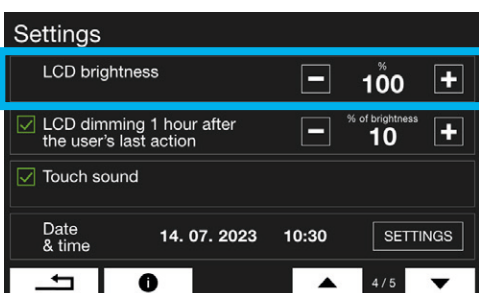 Settings
LCD brightness
%
− 100 +
LCD dimming 1 hour after
the user's last action
% of brightness
− 10 +
Touch sound
Date
& time
14. 07. 2023 10:30 SETTINGS
4 / 5